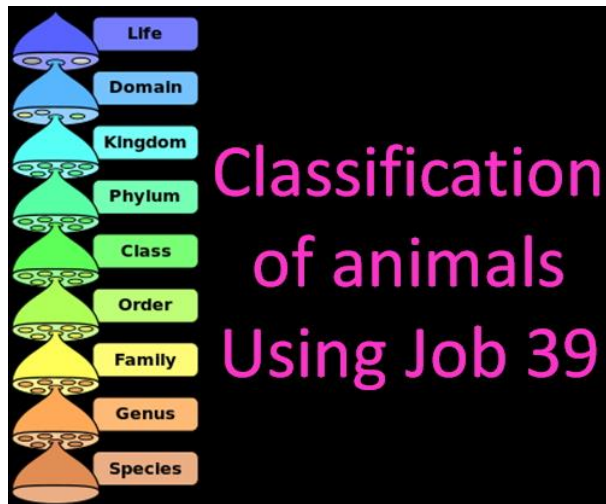 Life
Domain
Kingdom
Phylum
Class
Order
Family
Genus
Species
Classification
of animals
Using Job 39